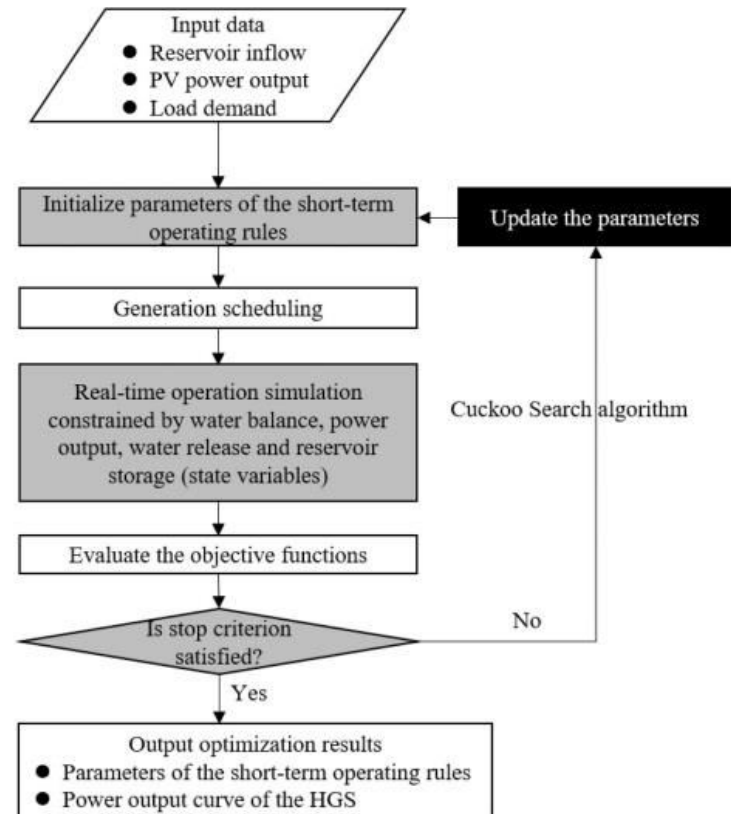 Input data
● Reservoir inflow
● PV power output
● Load demand
Initialize parameters of the short-term
operating rules
Update the parameters
Generation scheduling
Real-time operation simulation
constrained by water balance, power
output, water release and reservoir
storage (state variables)
Cuckoo Search algorithm
Evaluate the objective functions
Is stop criterion
satisfied?
No
Yes
Output optimization results
● Parameters of the short-term operating rules
● Power output curve of the HGS